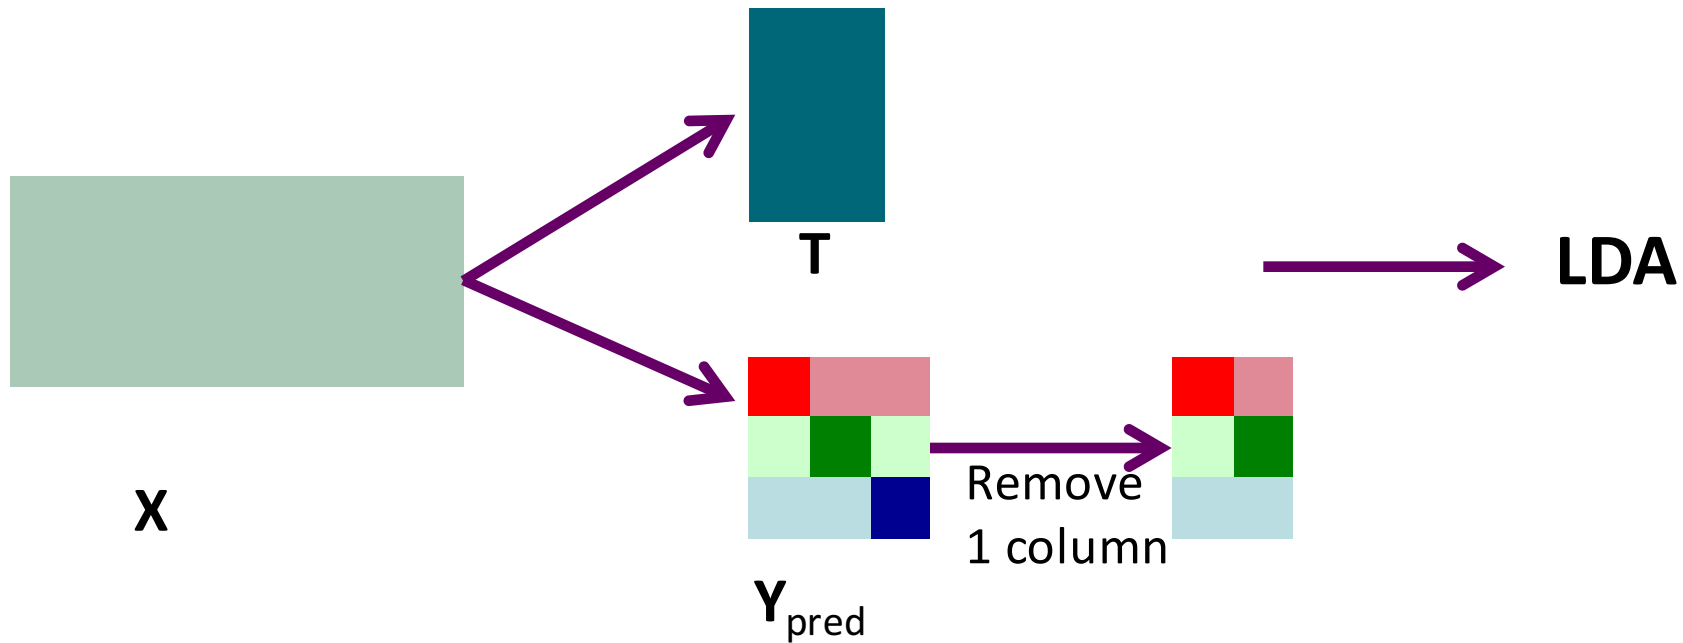 T
LDA
X
Remove
1 column
Ypred